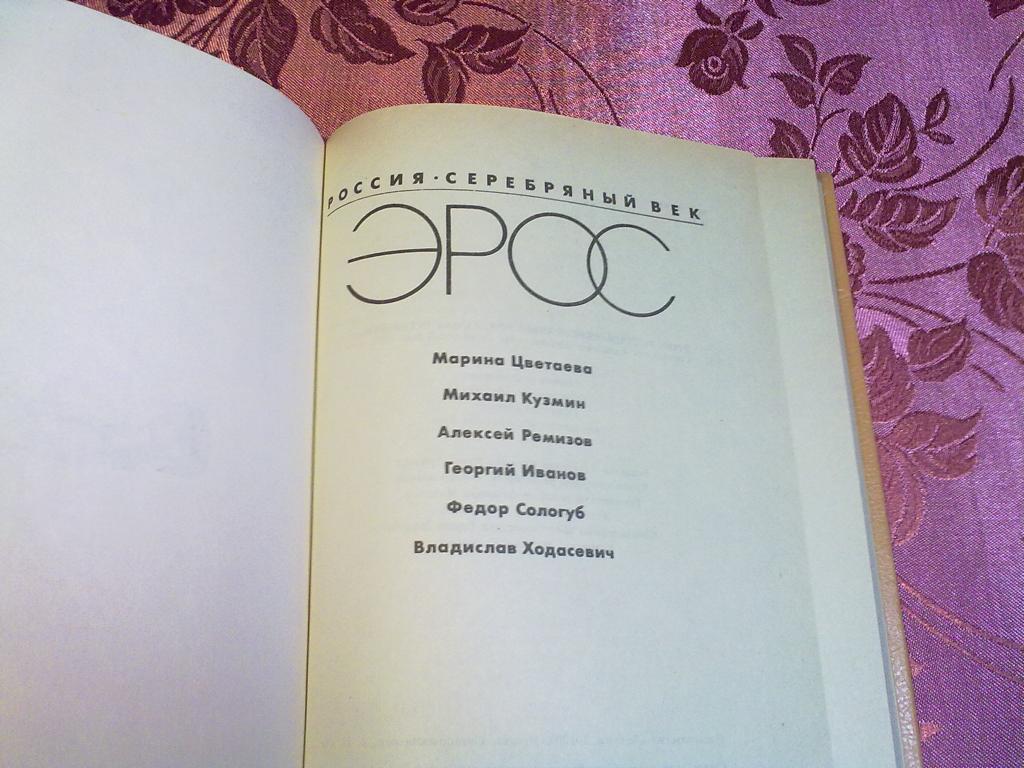 РОССИЯ · СЕРЕБРЯНЫЙ ВЕК
ЭРОС
Марина Цветаева
Михаил Кузмин
Алексей Ремизов
Георгий Иванов
Федор Сологуб
Владислав Ходасевич